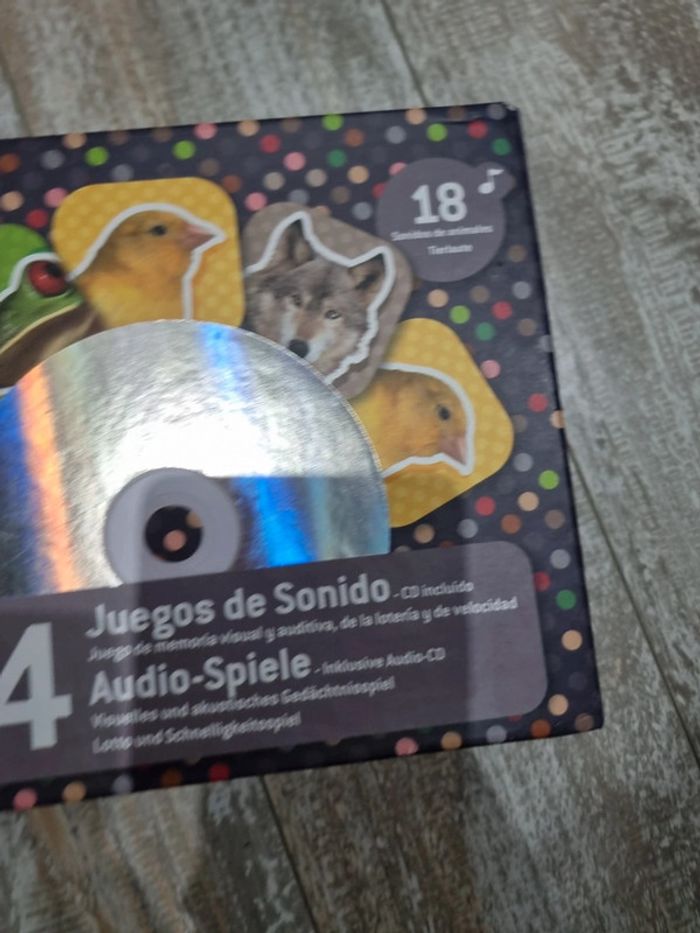 18
Sonidos de animales
Tierlaute
4
Juegos de Sonido - CD incluido
Juego de memoria visual y auditiva, de la lotería y de velocidad
Audio-Spiele - Inklusive Audio-CD
Visuelles und akustisches Gedächtnisspiel
Lotto und Schnelligkeitsspiel